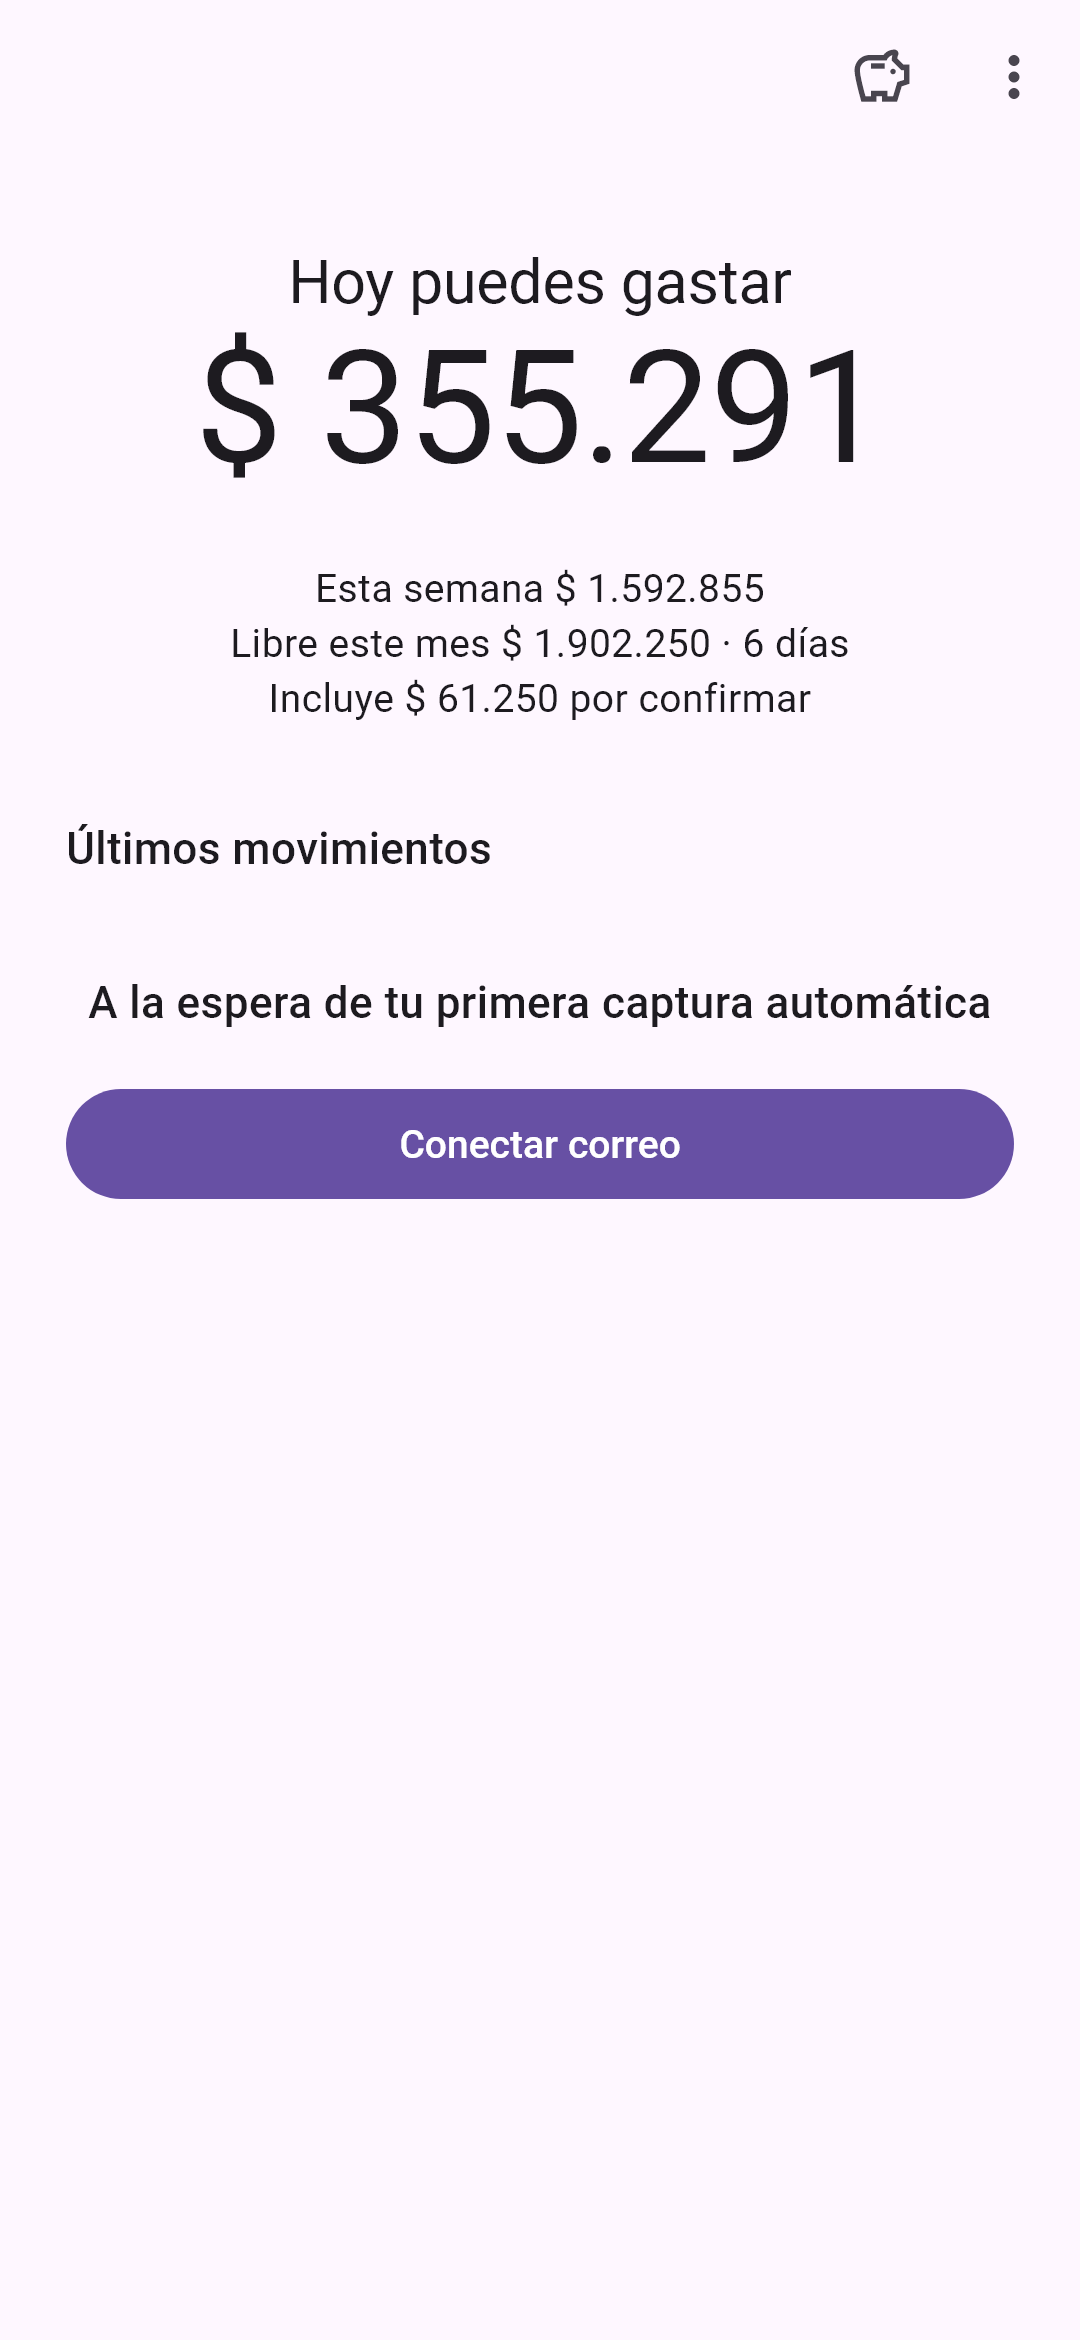 Hoy puedes gastar
$ 355.291
Esta semana $ 1.592.855
Libre este mes $ 1.902.250 · 6 días
Incluye $ 61.250 por confirmar
Últimos movimientos
A la espera de tu primera captura automática
Conectar correo